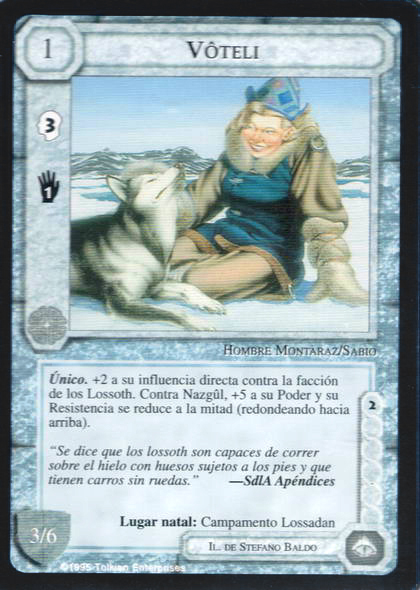 1
VÔTELI
3
1
HOMBRE MONTARAZ/SABIO
Único. +2 a su influencia directa contra la facción
de los Lossoth. Contra Nazgûl, +5 a su Poder y su
Resistencia se reduce a la mitad (redondeando hacia
arriba).
2
“Se dice que los lossoth son capaces de correr
sobre el hielo con huesos sujetos a los pies y que
tienen carros sin ruedas.” —SdlA Apéndices
Lugar natal: Campamento Lossadan
3/6
IL. DE STEFANO BALDO
©1995 Tolkien Enterprises